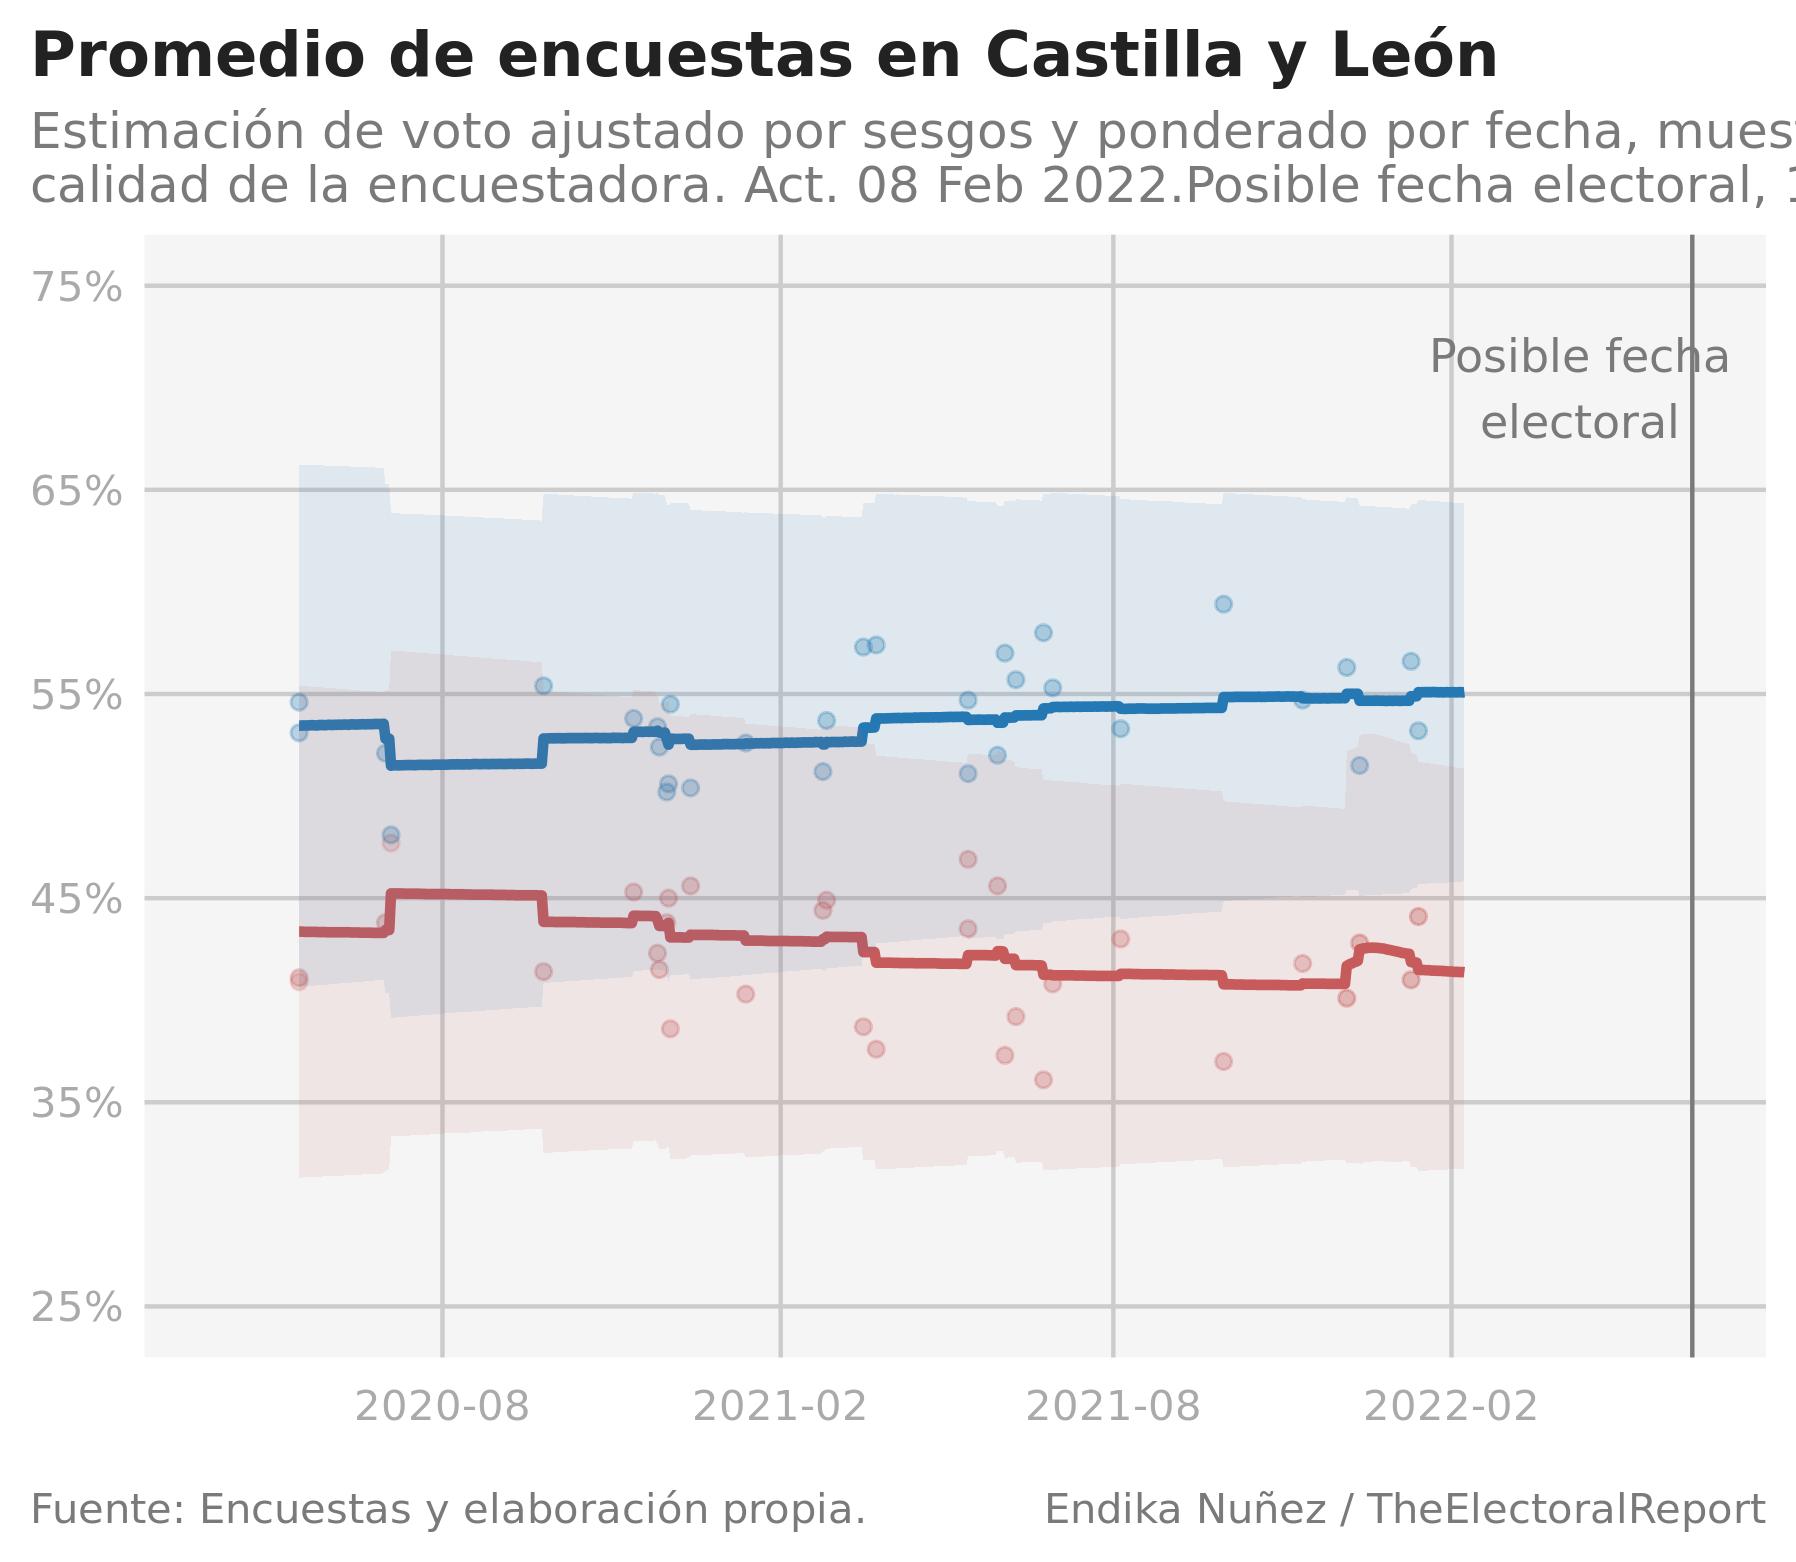 Promedio de encuestas en Castilla y León
Estimación de voto ajustado por sesgos y ponderado por fecha,
calidad de la encuestadora. Act. 08 Feb 2022.Posible fecha electoral,
75%
Posible fecha
electoral
65%
55%
45%
35%
25%
2020-08 2021-02 2021-08 2022-02
Fuente: Encuestas y elaboración propia. Endika Nuñez / TheElectoralReport